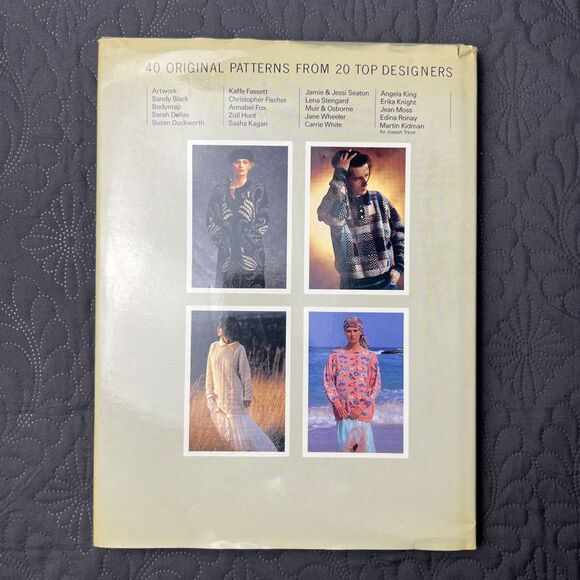 40 ORIGINAL PATTERNS FROM 20 TOP DESIGNERS
Artwork
Sandy Black
Bodymap
Sarah Dallas
Susan Duckworth
Kaffe Fassett
Christopher Fischer
Annabel Fox
Zoë Hunt
Sasha Kagan
Jamie & Jessi Seaton
Lena Stengard
Muir & Osborne
Jane Wheeler
Carrie White
Angela King
Erika Knight
Jean Moss
Edina Ronay
Martin Kidman
for Joseph Tricot